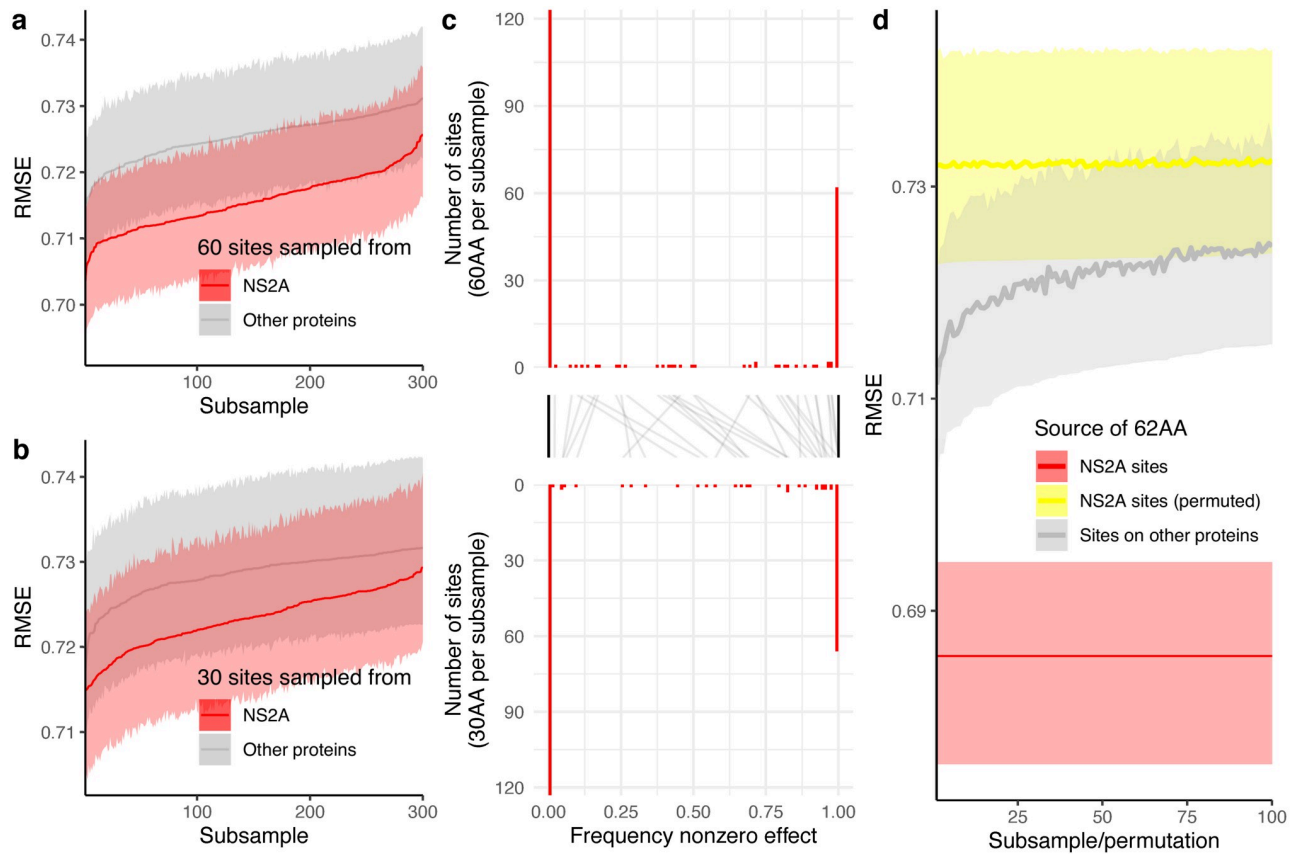 a
0.74
0.73
0.72
0.71
0.70
RMSE
60 sites sampled from
NS2A
Other proteins
100
200
300
Subsample
b
0.74
0.73
0.72
0.71
RMSE
30 sites sampled from
NS2A
Other proteins
100
200
300
Subsample
c
120
90
60
30
0
Number of sites
(60AA per subsample)
0
30
60
90
120
Number of sites
(30AA per subsample)
0.00
0.25
0.50
0.75
1.00
Frequency nonzero effect
d
0.73
0.71
0.69
RMSE
Source of 62AA
NS2A sites
NS2A sites (permuted)
Sites on other proteins
25
50
75
100
Subsample/permutation